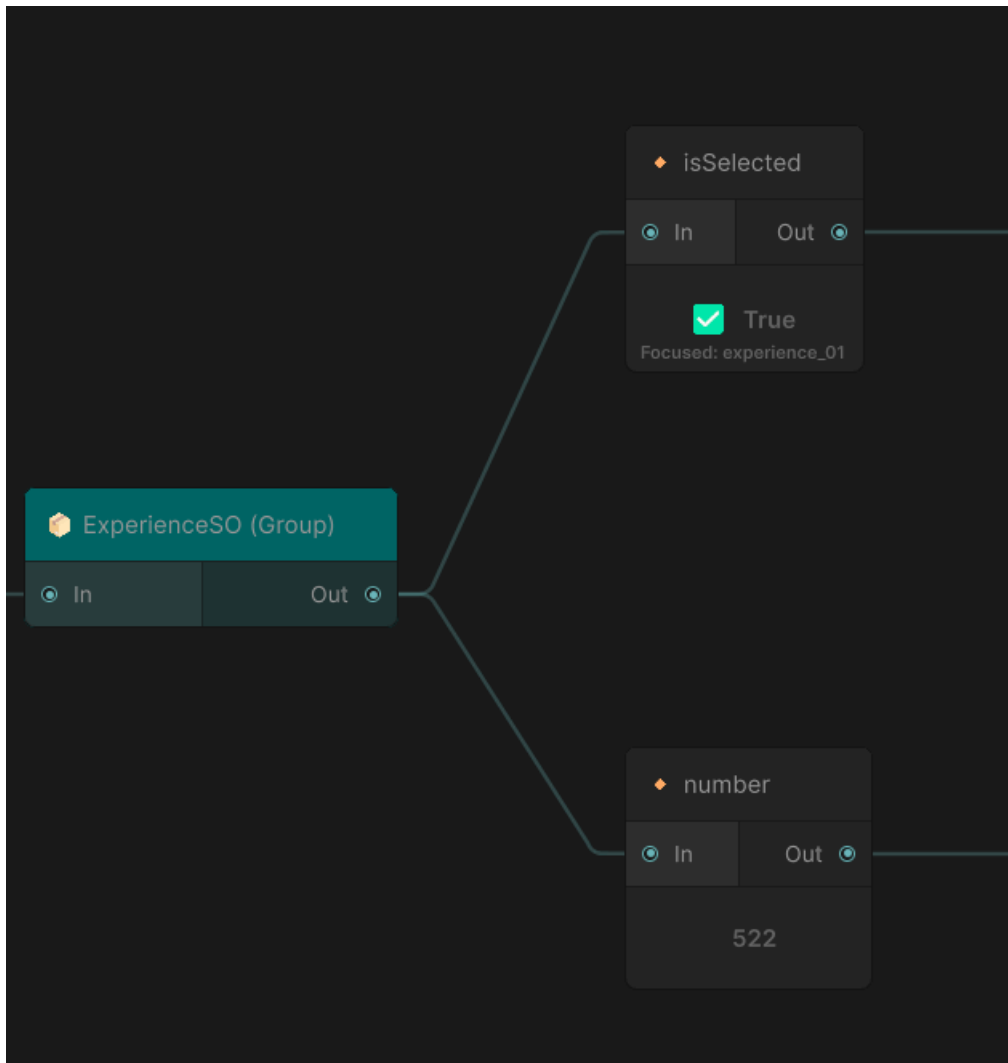 isSelected
In Out
True
Focused: experience_01
ExperienceSO (Group)
In Out
number
In Out
522